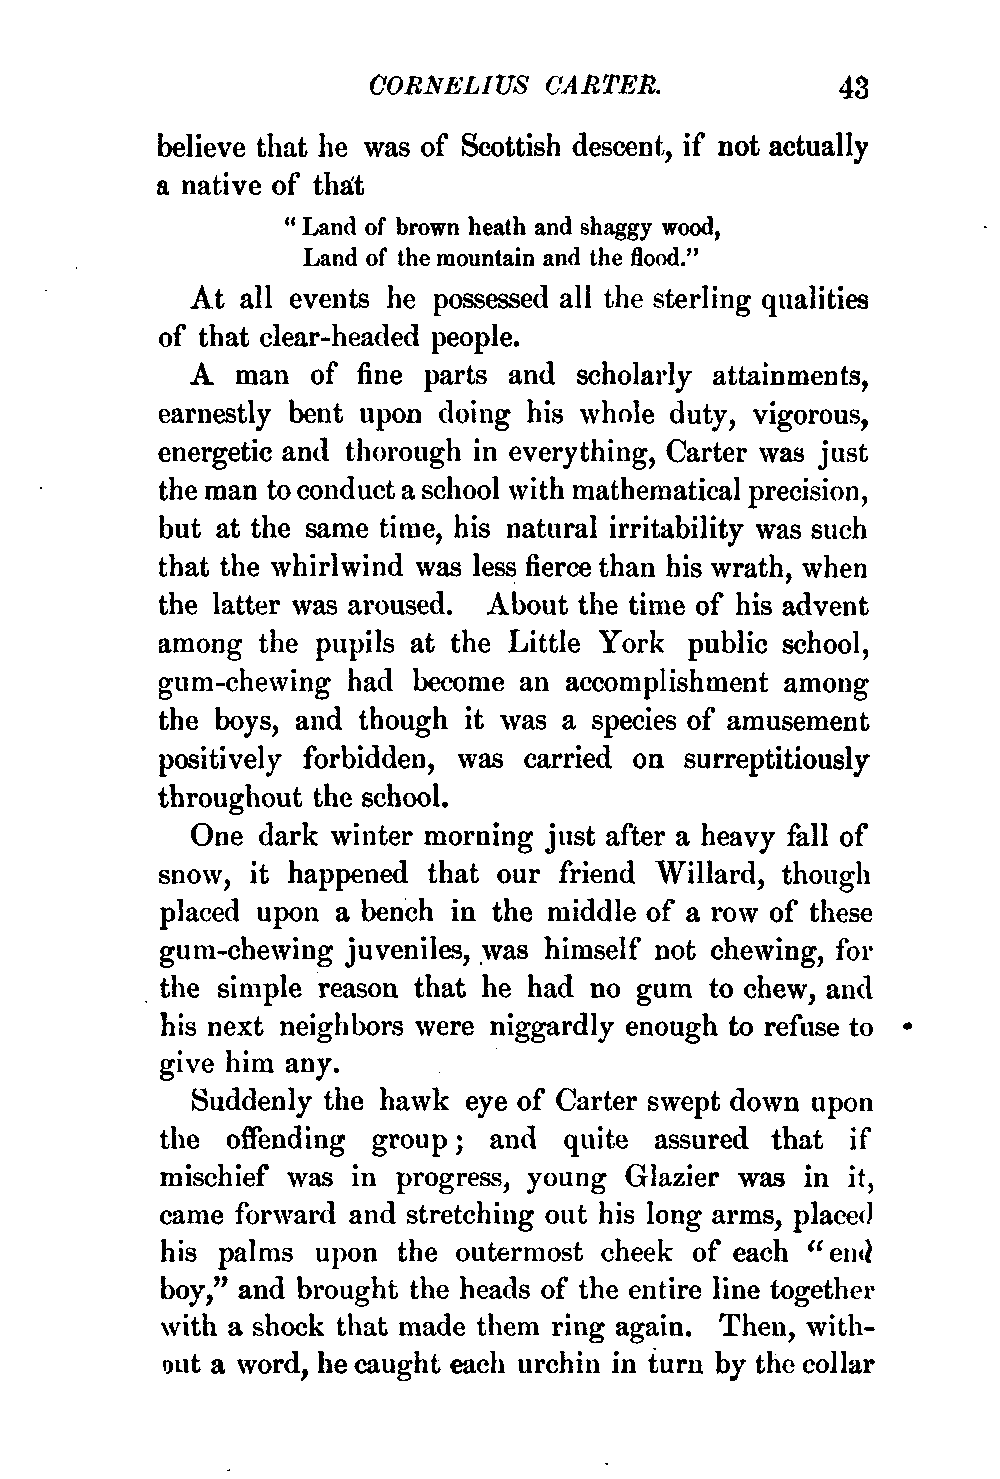 CORNELIUS CARTER. 43
believe that he was of Scottish descent, if not actually
a native of that
“Land of brown heath and shaggy wood,
Land of the mountain and the flood.”
At all events he possessed all the sterling qualities
of that clear-headed people.
A man of fine parts and scholarly attainments,
earnestly bent upon doing his whole duty, vigorous,
energetic and thorough in everything, Carter was just
the man to conduct a school with mathematical precision,
but at the same time, his natural irritability was such
that the whirlwind was less fierce than his wrath, when
the latter was aroused. About the time of his advent
among the pupils at the Little York public school,
gum-chewing had become an accomplishment among
the boys, and though it was a species of amusement
positively forbidden, was carried on surreptitiously
throughout the school.
One dark winter morning just after a heavy fall of
snow, it happened that our friend Willard, though
placed upon a bench in the middle of a row of these
gum-chewing juveniles, was himself not chewing, for
the simple reason that he had no gum to chew, and
his next neighbors were niggardly enough to refuse to
give him any.
Suddenly the hawk eye of Carter swept down upon
the offending group; and quite assured that if
mischief was in progress, young Glazier was in it,
came forward and stretching out his long arms, placed
his palms upon the outermost cheek of each “end
boy,” and brought the heads of the entire line together
with a shock that made them ring again. Then, with-
out a word, he caught each urchin in turn by the collar